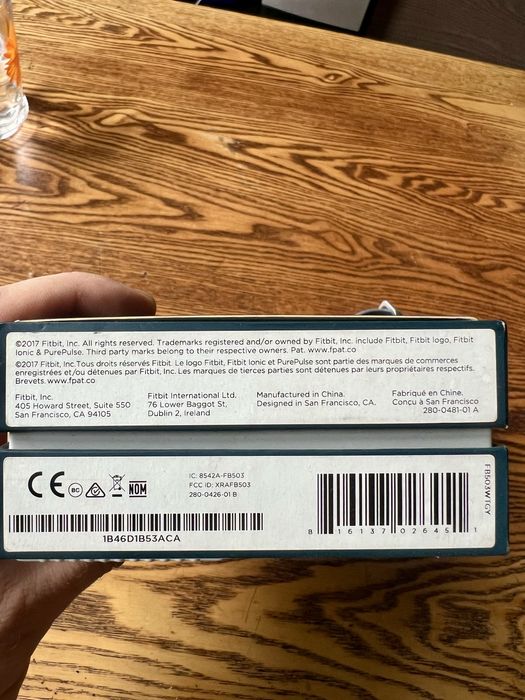 ©2017 Fitbit, Inc. All rights reserved. Trademarks registered and/or owned by Fitbit, Inc. include Fitbit, Fitbit logo, Fitbit
Ionic & PurePulse. Third party marks belong to their respective owners. Pat. www.fpat.co
©2017 Fitbit, Inc.Tous droits réservés Fitbit. Le logo Fitbit, Fitbit Ionic et PurePulse sont partie des marques de commerces
enregistrées et/ou détenues par Fitbit, Inc. Les marques de tierces parties sont détenues par leurs propriétaires respectifs.
Brevets. www.fpat.co
Fitbit, Inc.
405 Howard Street, Suite 550
San Francisco, CA 94105
Fitbit International Ltd.
76 Lower Baggot St,
Dublin 2, Ireland
Manufactured in China.
Designed in San Francisco, CA.
Fabriqué en Chine.
Conçu à San Francisco
280-0481-01 A
CE
BC
NOM
IC: 8542A-FB503
FCC ID: XRAFB503
280-0426-01 B
1B46D1B53ACA
8 16137 02645 1
FB503WTGY